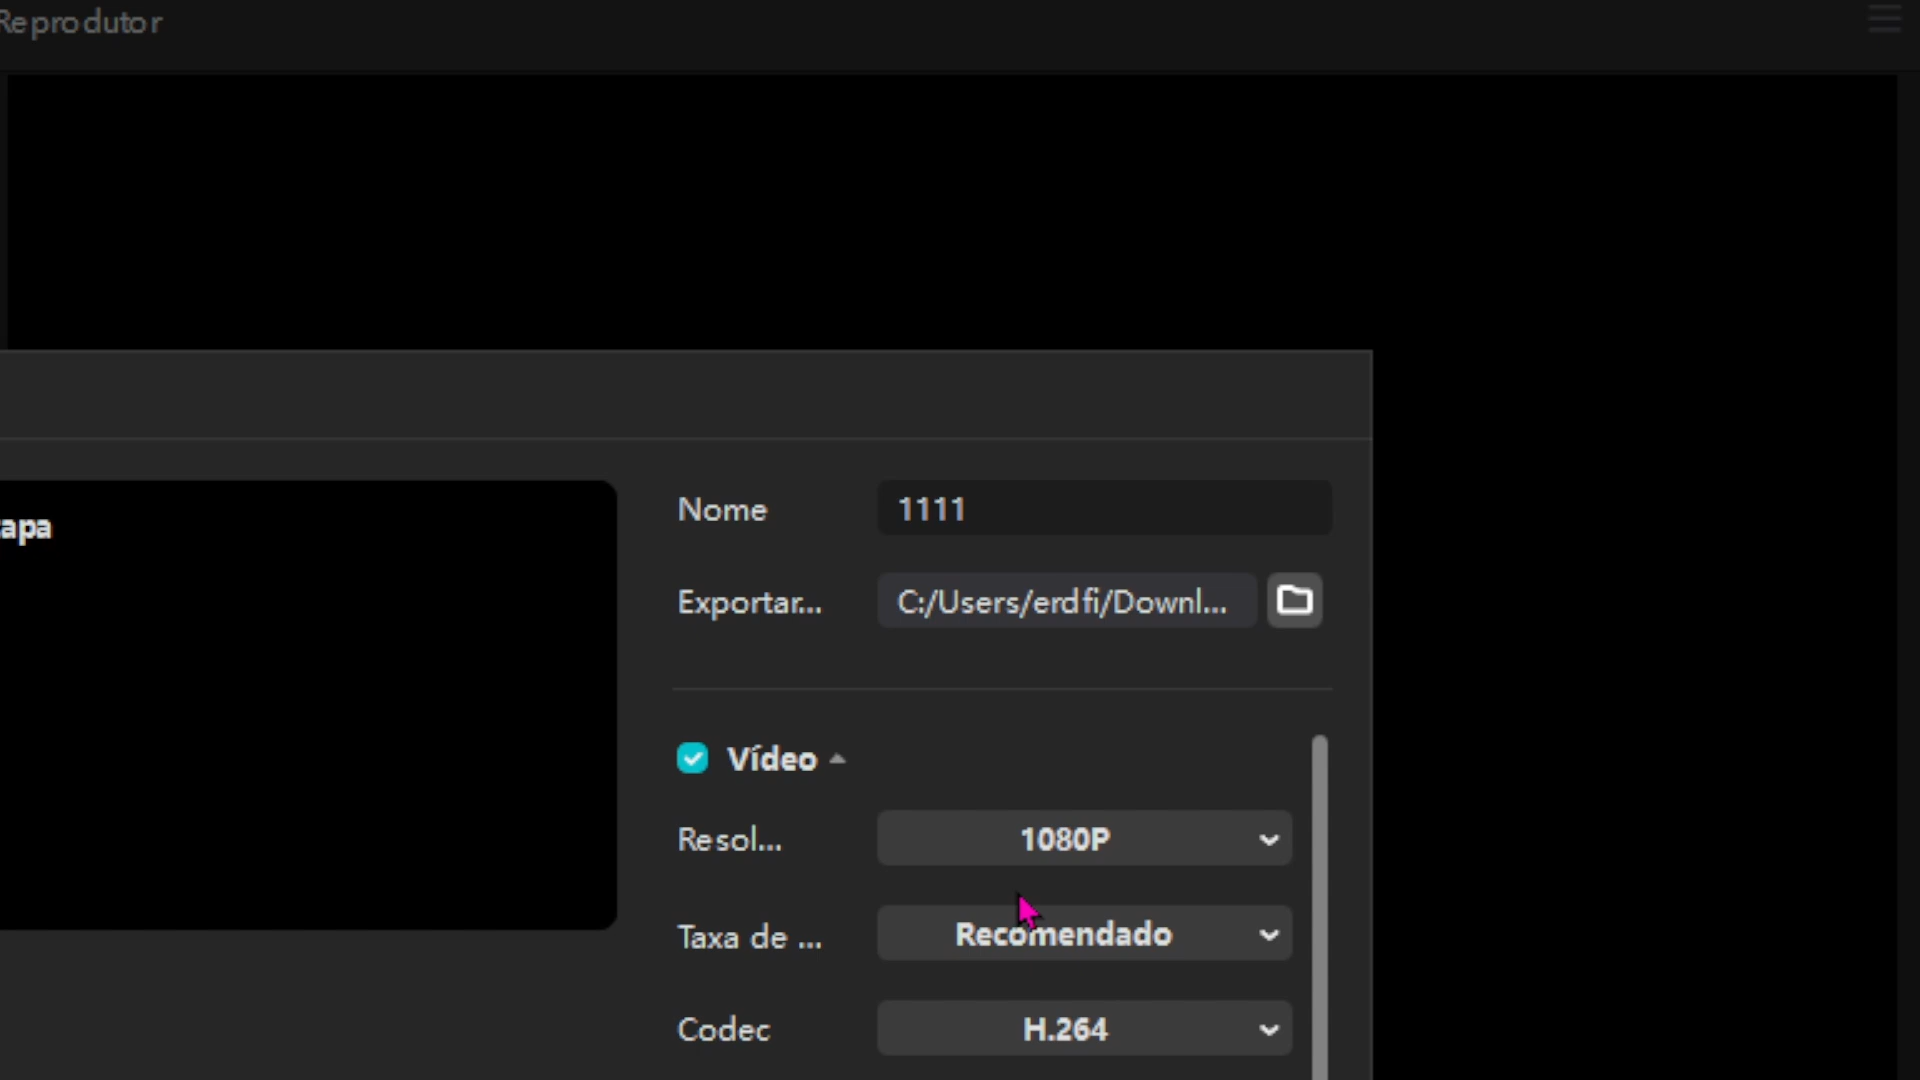 Reprodutor
apa
Nome 1111
Exportar... C:/Users/erdfi/Downl...
Vídeo
Resol... 1080P
Taxa de ... Recomendado
Codec H.264